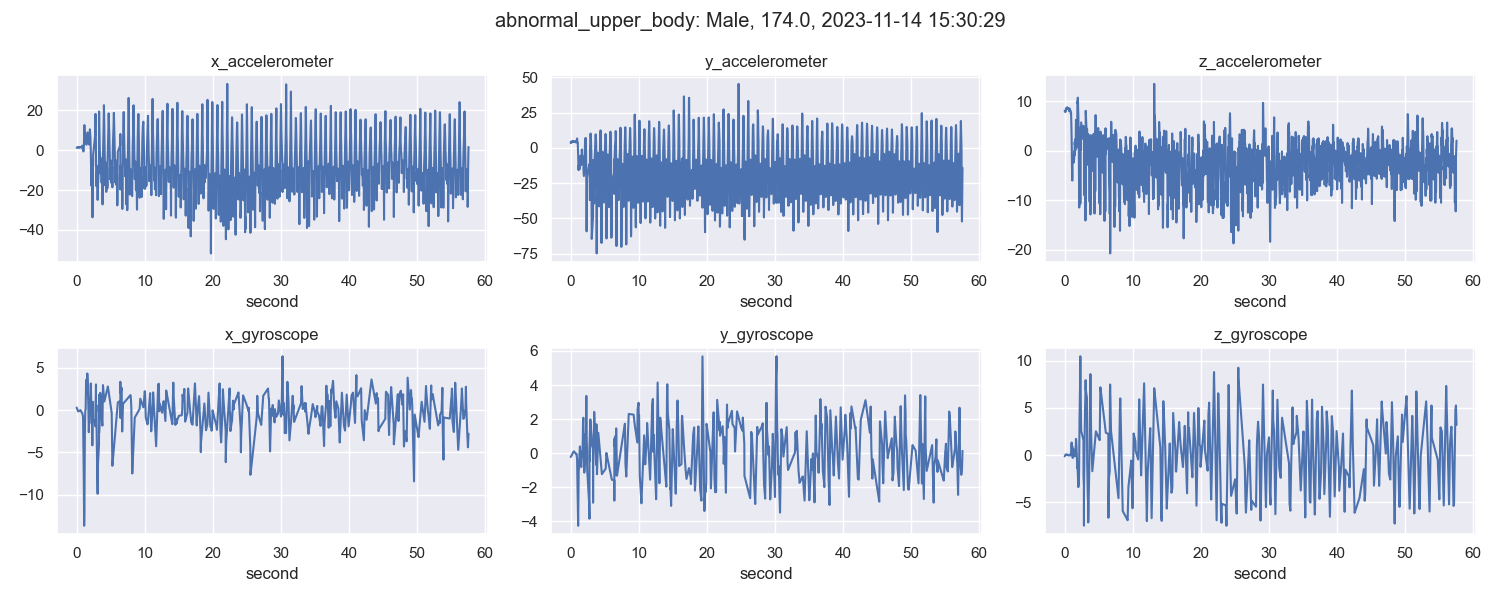 abnormal_upper_body: Male, 174.0, 2023-11-14 15:30:29
x_accelerometer
20
0
−20
−40
0 10 20 30 40 50 60
second
y_accelerometer
50
25
0
−25
−50
−75
0 10 20 30 40 50 60
second
z_accelerometer
10
0
−10
−20
0 10 20 30 40 50 60
second
x_gyroscope
5
0
−5
−10
0 10 20 30 40 50 60
second
y_gyroscope
6
4
2
0
−2
−4
0 10 20 30 40 50 60
second
z_gyroscope
10
5
0
−5
0 10 20 30 40 50 60
second